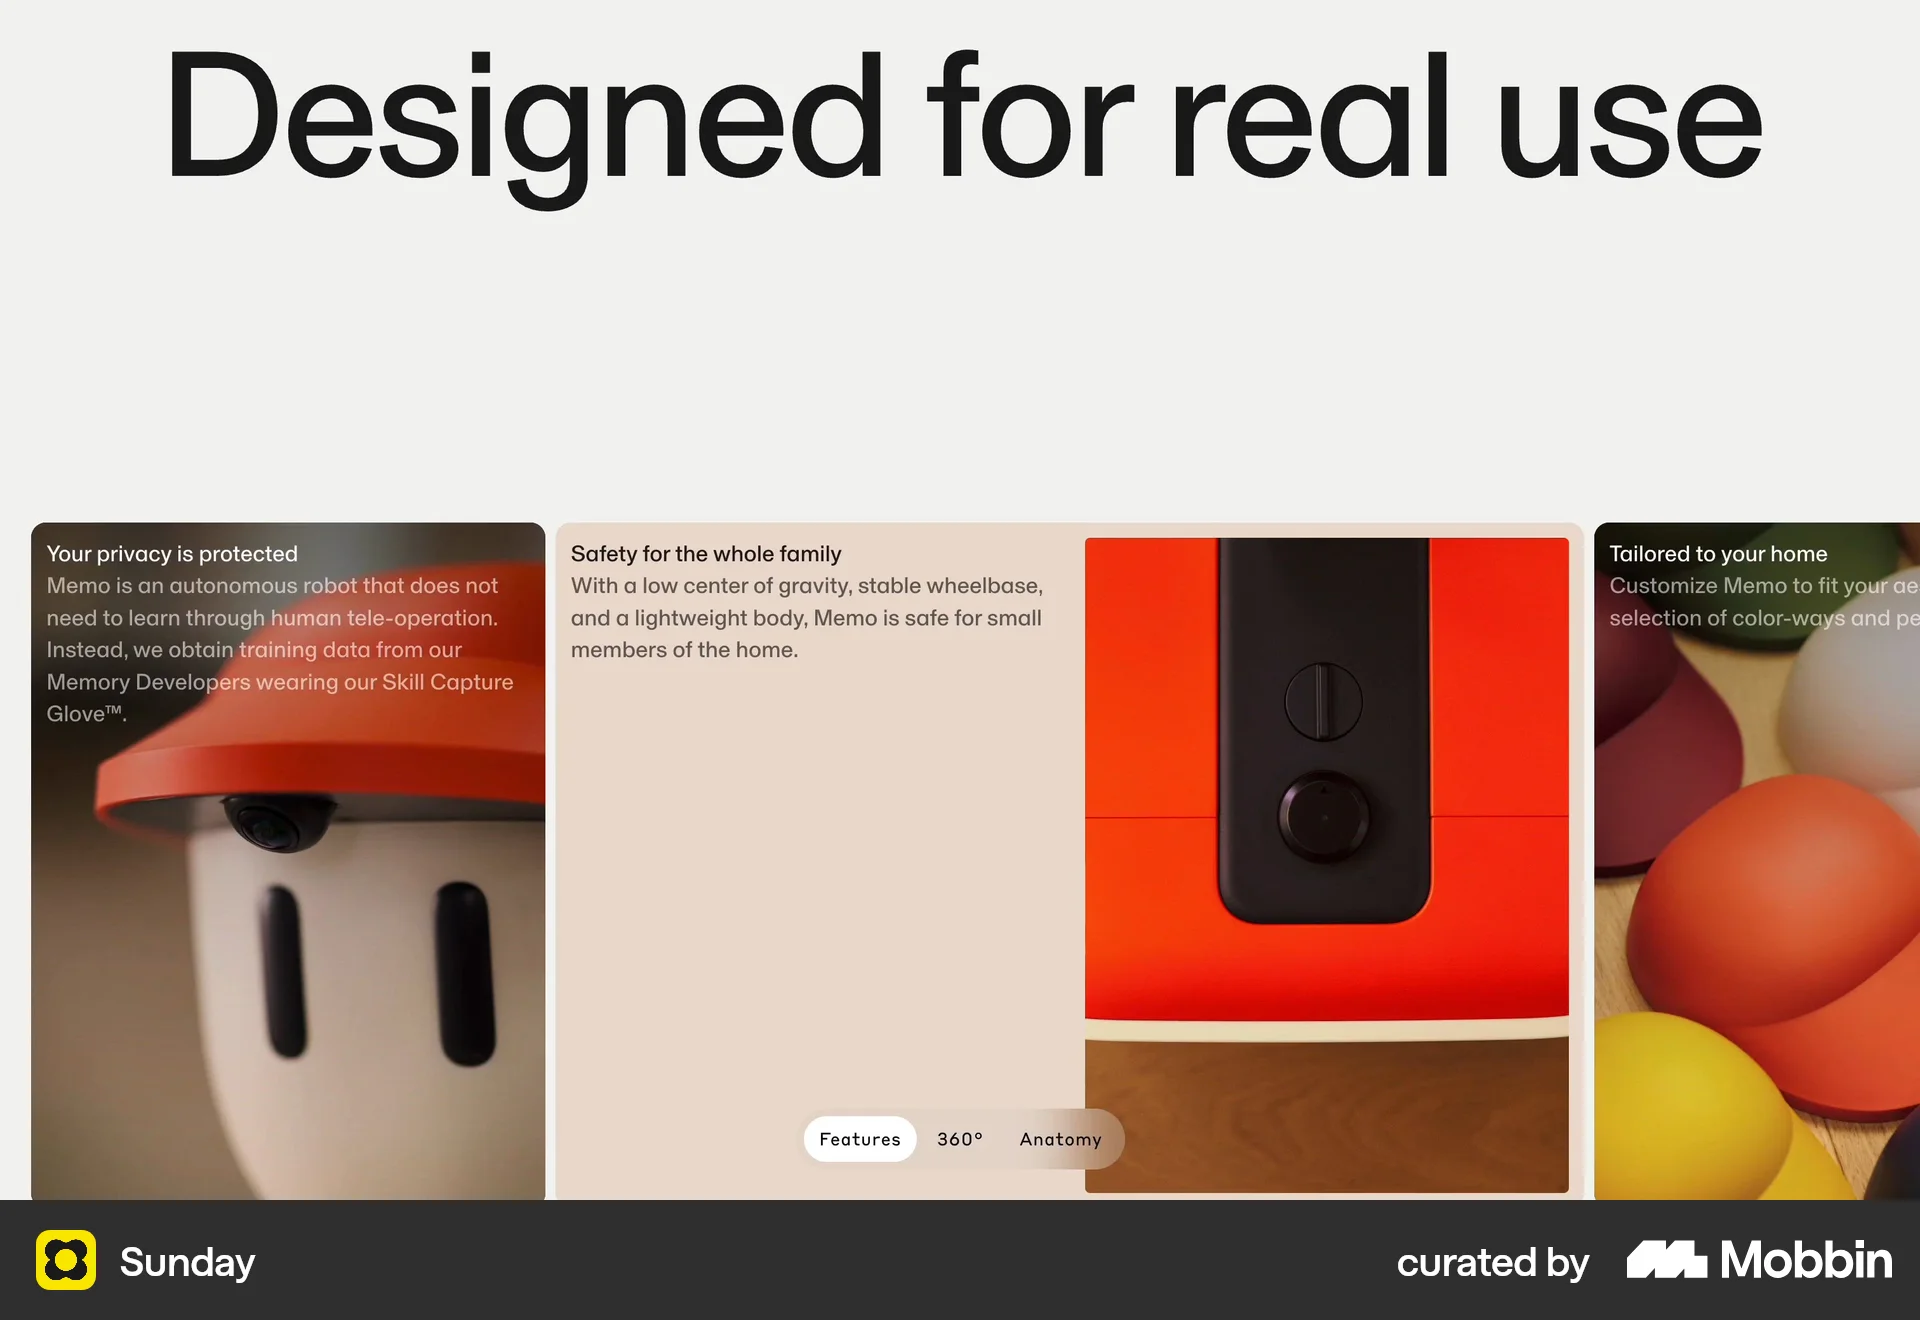 Designed for real use
Your privacy is protected
Memo is an autonomous robot that does not
need to learn through human tele-operation.
Instead, we obtain training data from our
Memory Developers wearing our Skill Capture
Glove™.
Safety for the whole family
With a low center of gravity, stable wheelbase,
and a lightweight body, Memo is safe for small
members of the home.
Tailored to your home
Customize Memo to fit your ae
selection of color-ways and pe
Features
360°
Anatomy
Sunday
curated by Mobbin